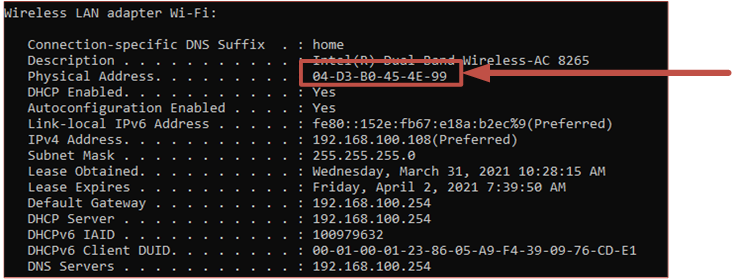 Wireless LAN adapter Wi-Fi:
Connection-specific DNS Suffix . : home
Description . . . . . . . . . . . : Intel(R) Dual Band Wireless-AC 8265
Physical Address. . . . . . . . . : 04-D3-B0-45-4E-99
DHCP Enabled. . . . . . . . . . . : Yes
Autoconfiguration Enabled . . . . : Yes
Link-local IPv6 Address . . . . . : fe80::152e:fb67:e18a:b2ec%9(Preferred)
IPv4 Address. . . . . . . . . . . : 192.168.100.108(Preferred)
Subnet Mask . . . . . . . . . . . : 255.255.255.0
Lease Obtained. . . . . . . . . . : Wednesday, March 31, 2021 10:28:15 AM
Lease Expires . . . . . . . . . . : Friday, April 2, 2021 7:39:50 AM
Default Gateway . . . . . . . . . : 192.168.100.254
DHCP Server . . . . . . . . . . . : 192.168.100.254
DHCPv6 IAID . . . . . . . . . . . : 100979632
DHCPv6 Client DUID. . . . . . . . : 00-01-00-01-23-86-05-A9-F4-39-09-76-CD-E1
DNS Servers . . . . . . . . . . . : 192.168.100.254